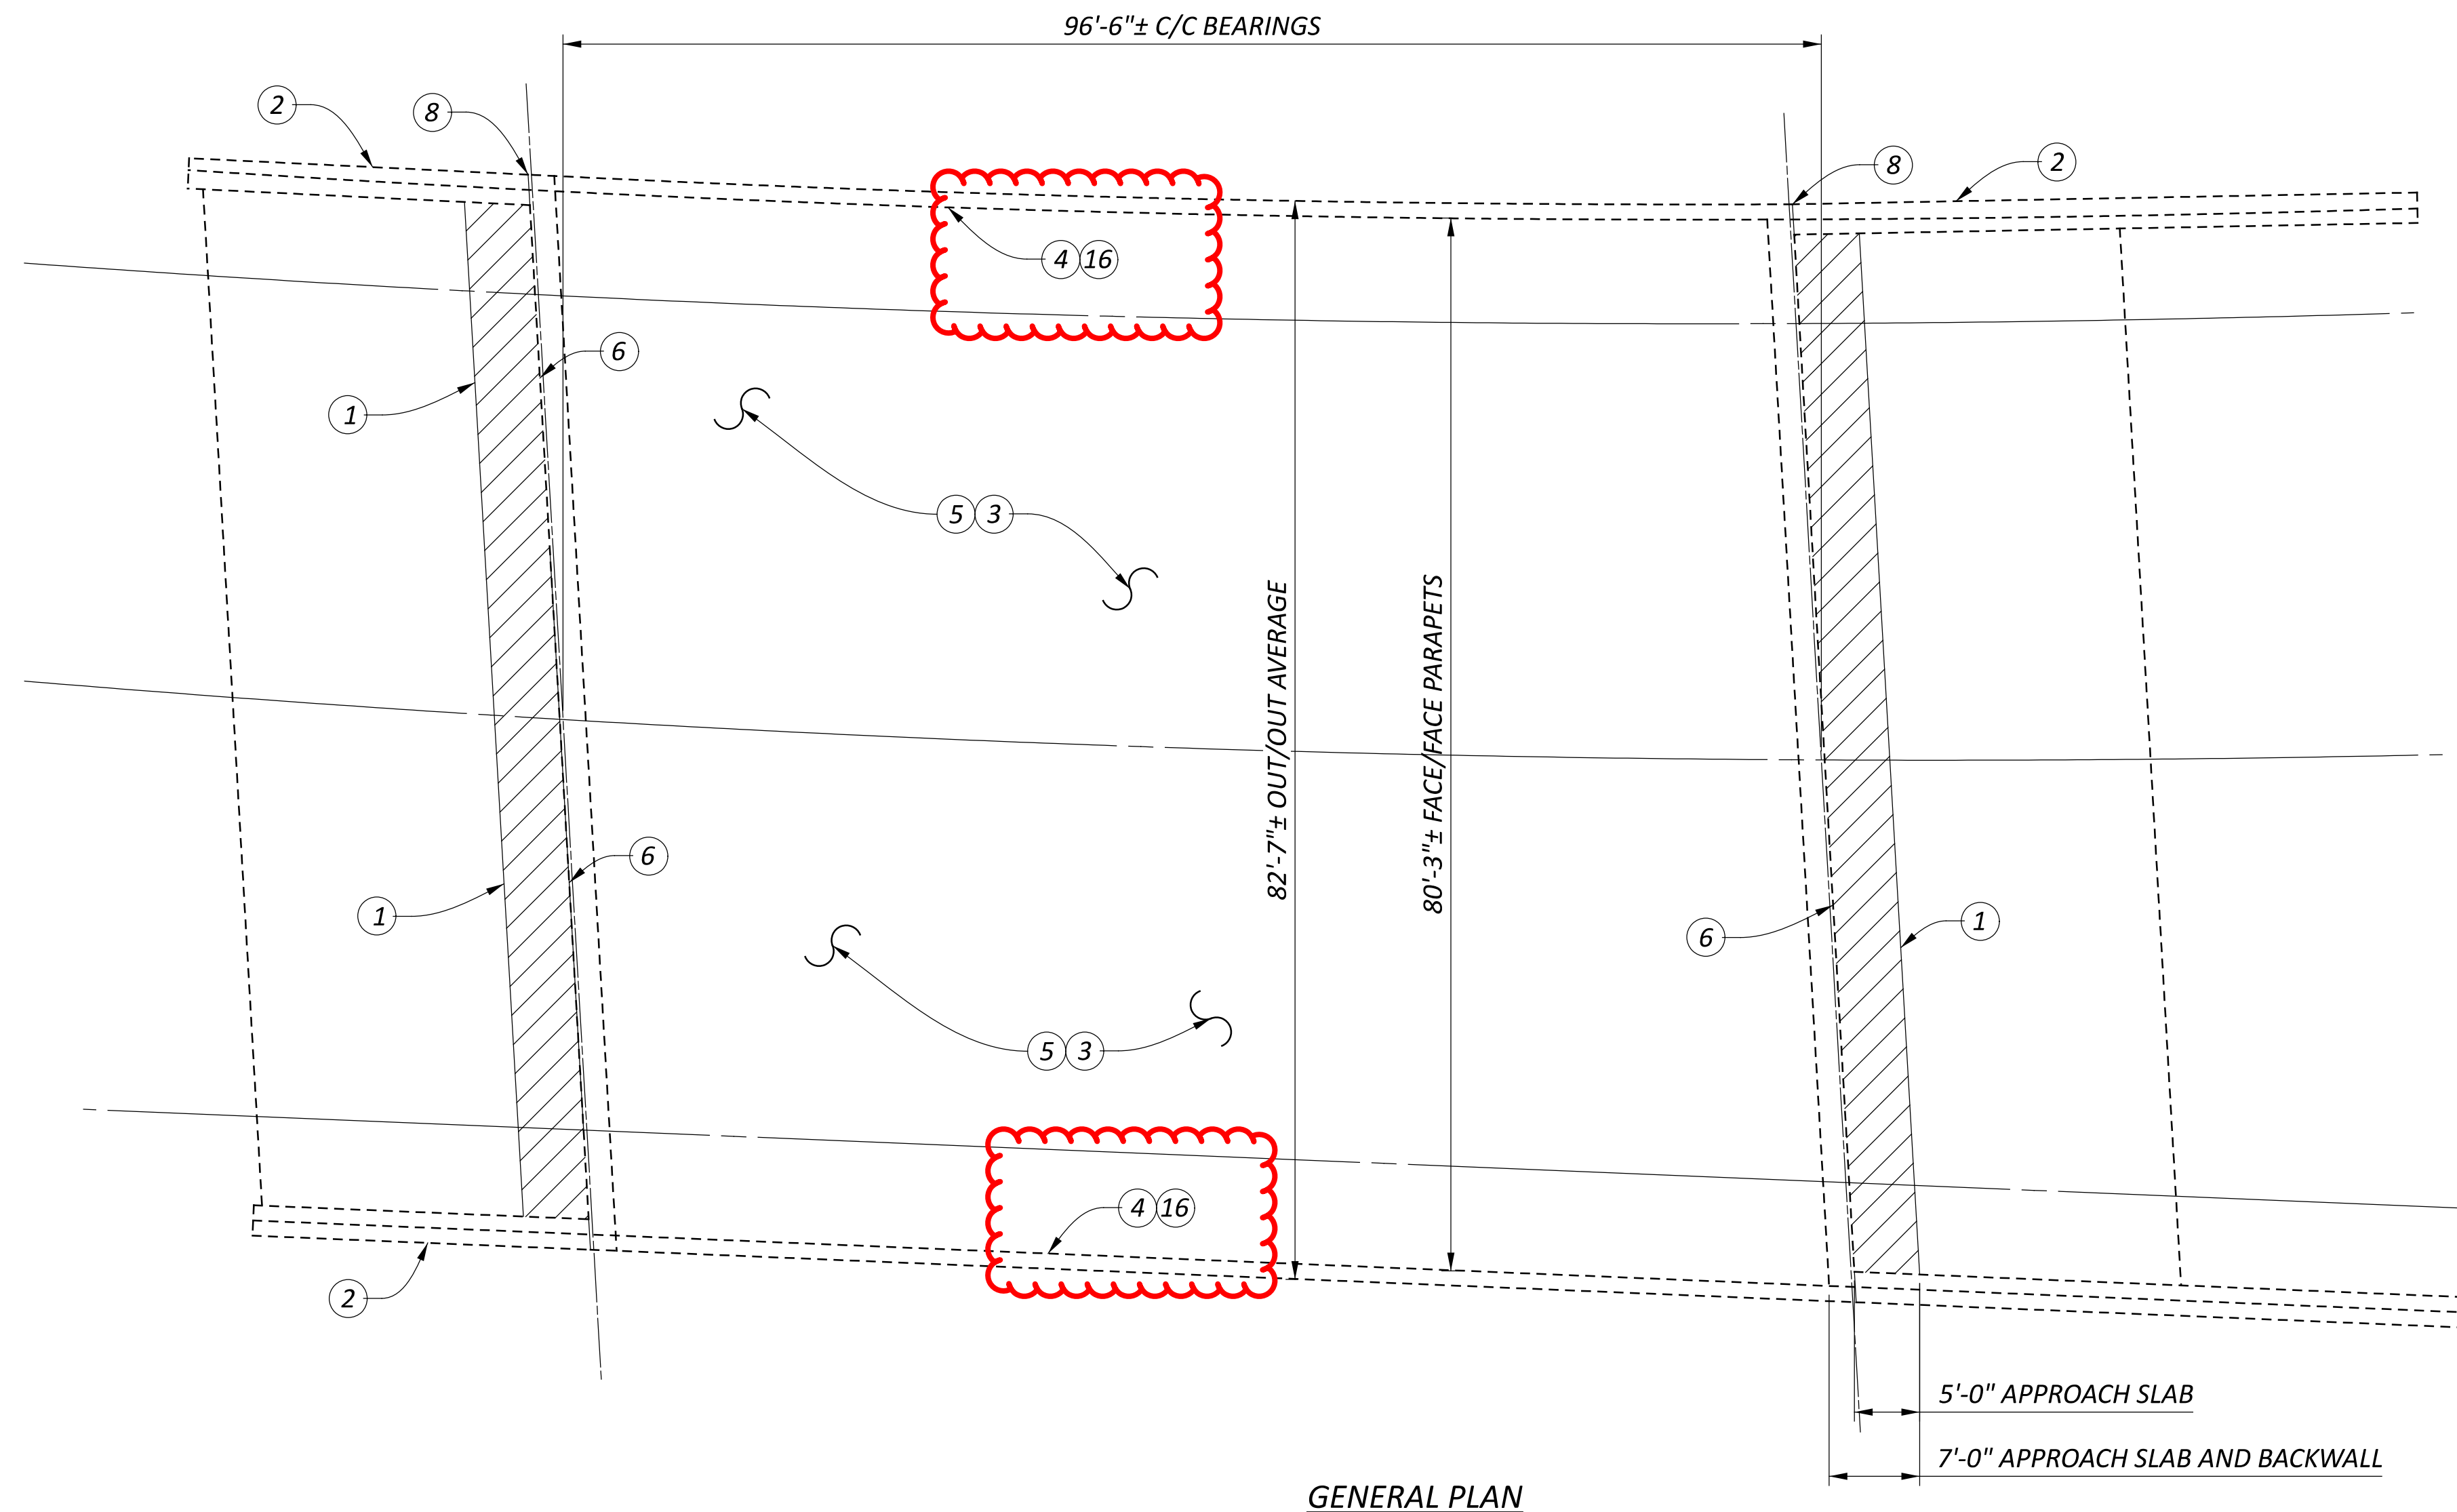 96'-6"± C/C BEARINGS
2
8
8
2
4 16
6
1
5 3
82'-7"± OUT/OUT AVERAGE
80'-3"± FACE/FACE PARAPETS
6
1
6
1
5 3
4 16
2
5'-0" APPROACH SLAB
7'-0" APPROACH SLAB AND BACKWALL
GENERAL PLAN